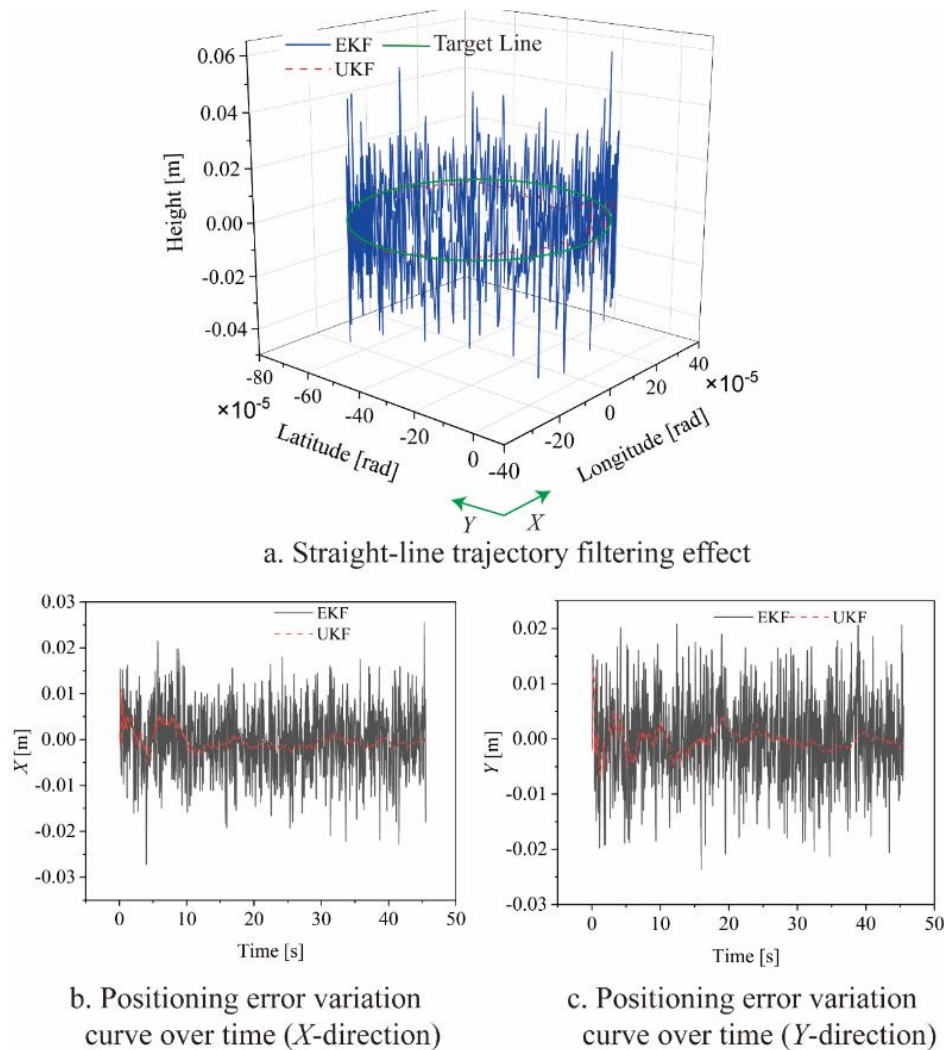 EKF Target Line
UKF
0.06
0.04
0.02
0.00
-0.02
-0.04
Height [m]
-80
-60
-40
-20
0
×10⁻⁵
Latitude [rad]
-40
-20
0
20
40
×10⁻⁵
Longitude [rad]
Y X
a. Straight-line trajectory filtering effect
EKF
UKF
0.03
0.02
0.01
0.00
-0.01
-0.02
-0.03
X [m]
0 10 20 30 40 50
Time [s]
b. Positioning error variation
curve over time (X-direction)
EKF UKF
0.02
0.01
0.00
-0.01
-0.02
-0.03
Y [m]
0 10 20 30 40 50
Time [s]
c. Positioning error variation
curve over time (Y-direction)